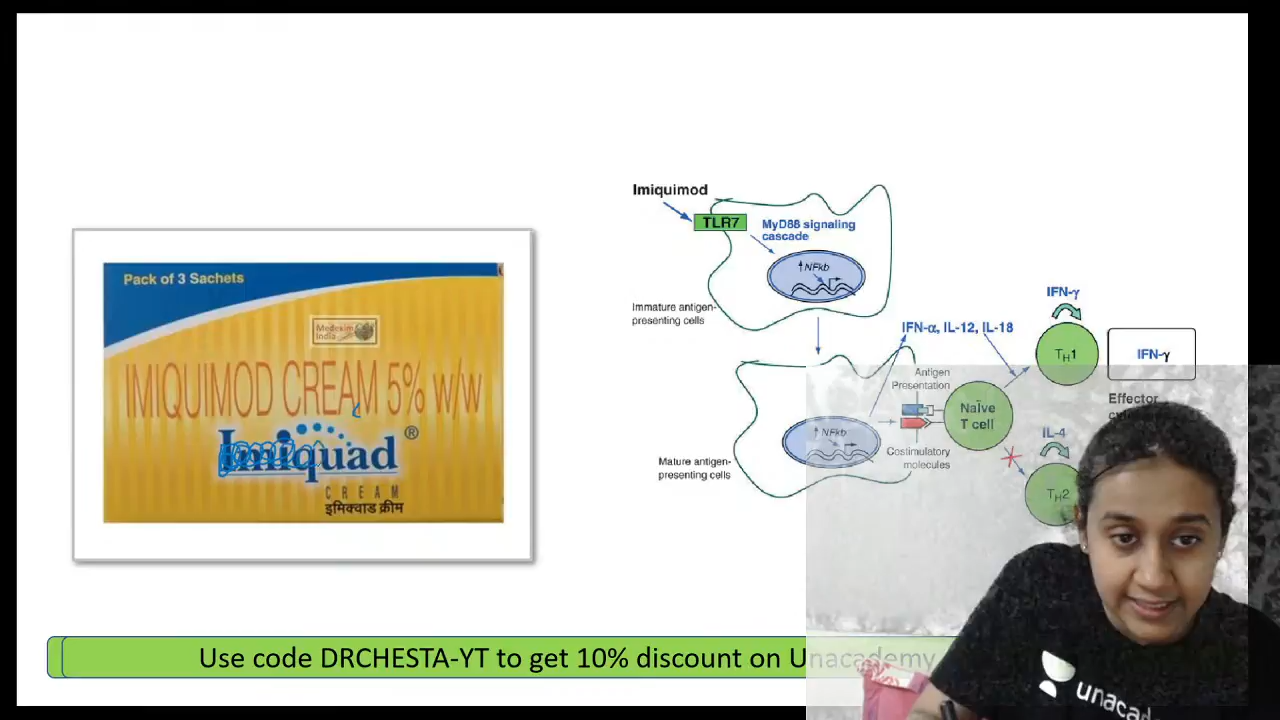 Pack of 3 Sachets
Medexim
India
IMIQUIMOD CREAM 5% w/w
Imiquad®
CREAM
इमिक्वाड क्रीम
Imiquimod
TLR7
MyD88 signaling
cascade
↑NFkb
Immature antigen-
presenting cells
IFN-α, IL-12, IL-18
IFN-γ
TH1
IFN-γ
Effector
Antigen
Presentation
Naïve
T cell
↑NFkb
Costimulatory
molecules
Mature antigen-
presenting cells
IL-4
TH2
Use code DRCHESTA-YT to get 10% discount on Unacademy
unacad